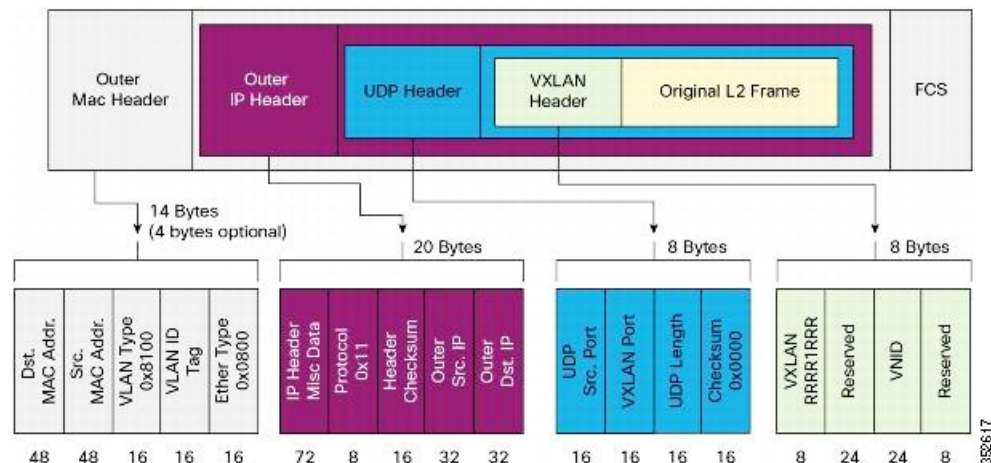 Outer
Mac Header
Outer
IP Header
UDP Header
VXLAN
Header
Original L2 Frame
FCS
14 Bytes
(4 bytes optional)
20 Bytes
8 Bytes
8 Bytes
Dst.
MAC Addr.
Src.
MAC Addr.
VLAN Type
0x8100
VLAN ID
Tag
Ether Type
0x0800
IP Header
Misc Data
Protocol
0x11
Header
Checksum
Outer
Src. IP
Outer
Dst. IP
UDP
Src. Port
VXLAN Port
UDP Length
Checksum
0x0000
VXLAN
RRRR1RRR
Reserved
VNID
Reserved
48 48 16 16 16 72 8 16 32 32 16 16 16 16 8 24 24 8
352617